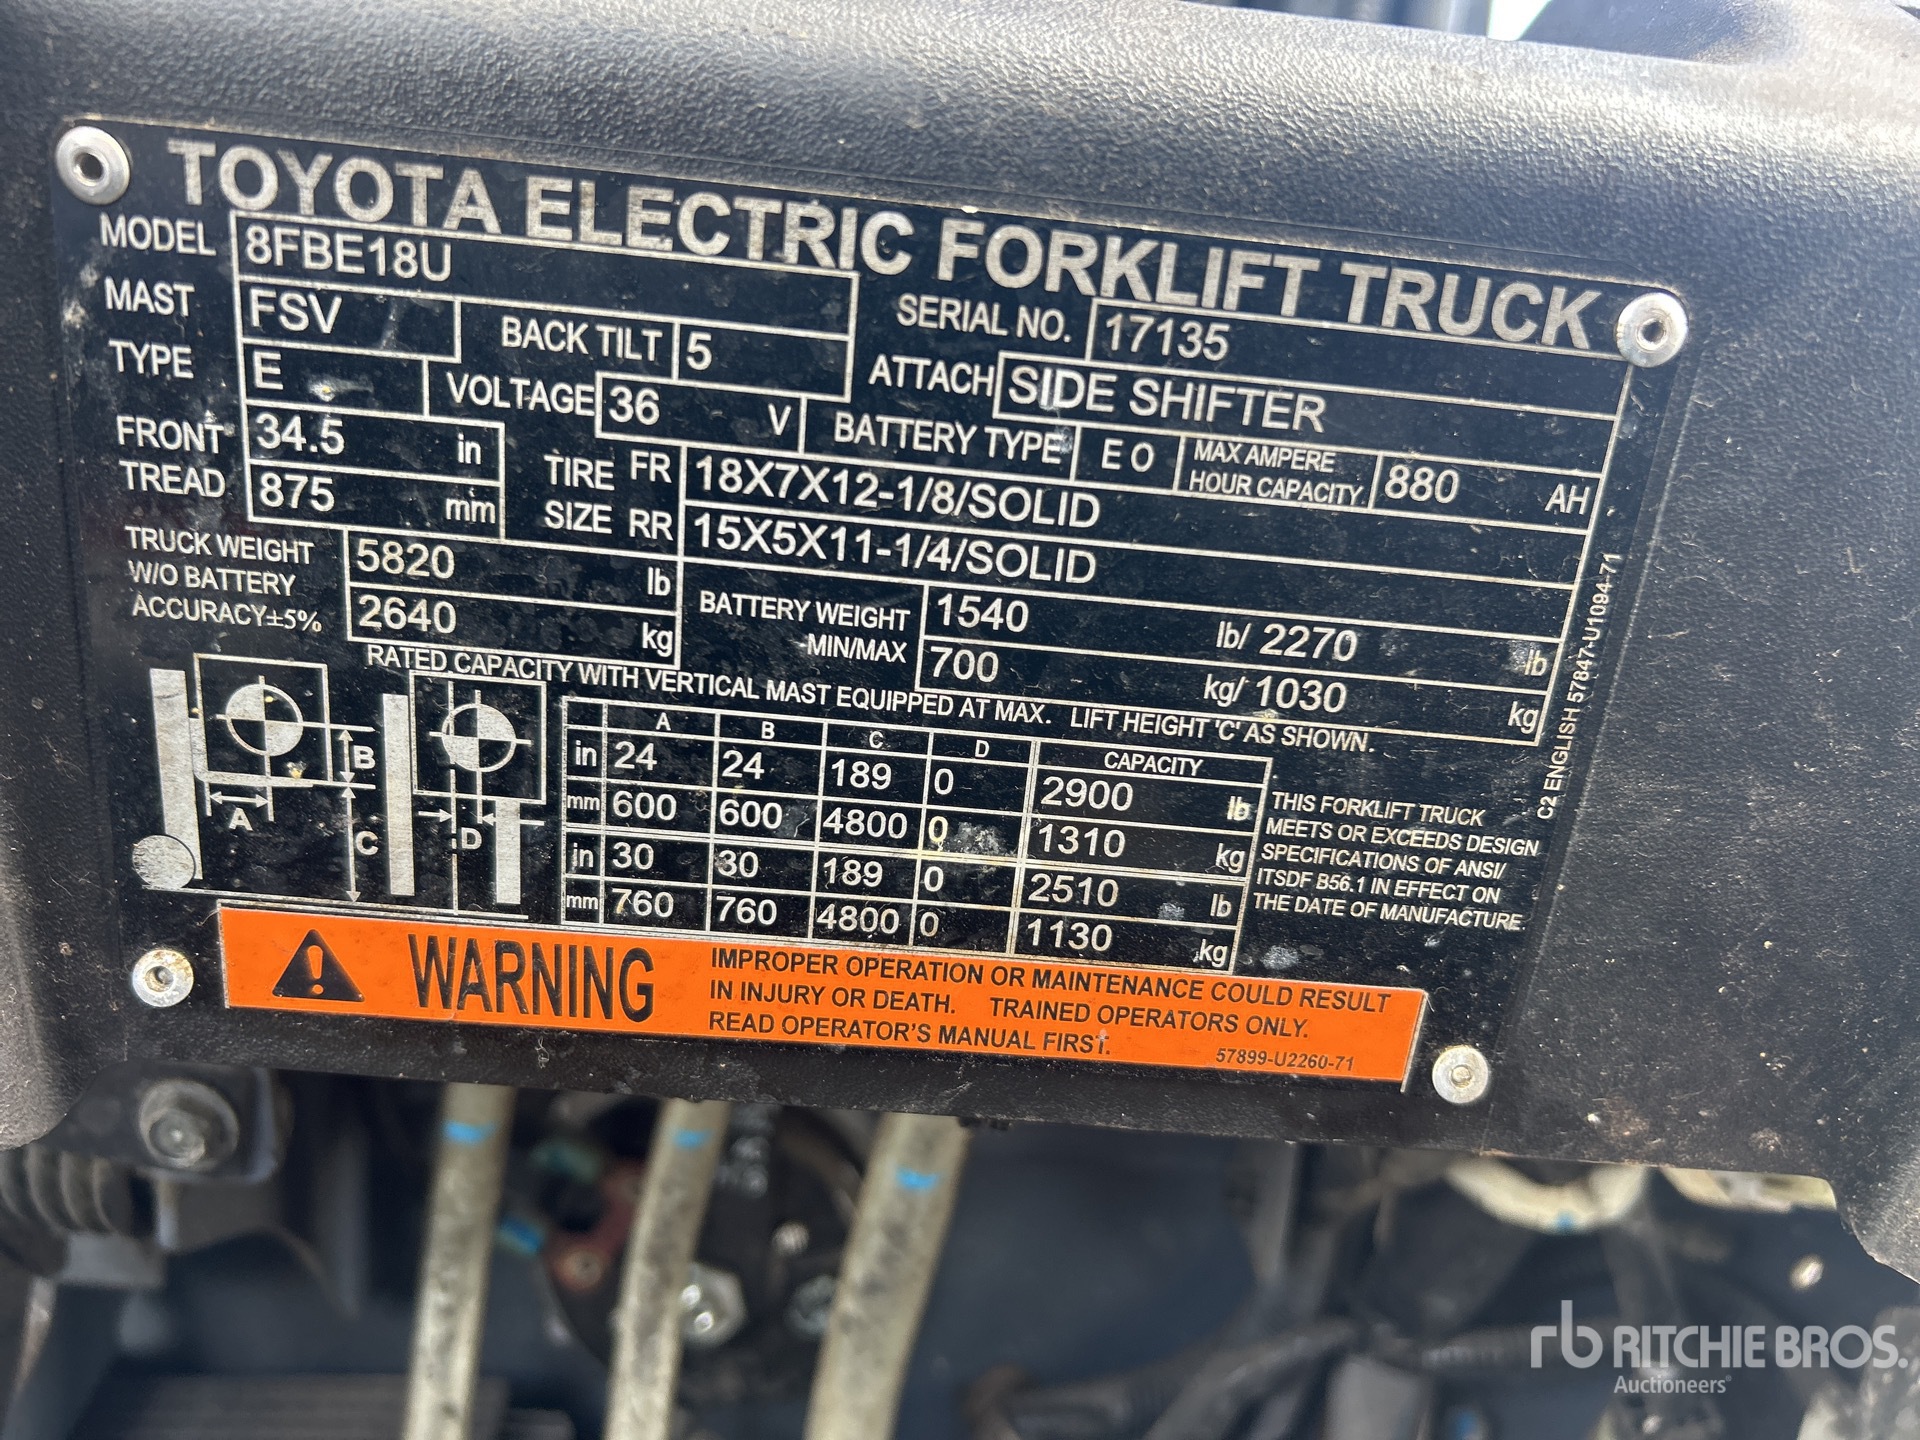 TOYOTA ELECTRIC FORKLIFT TRUCK
MODEL 8FBE18U
SERIAL NO. 17135
MAST FSV BACK TILT 5
ATTACH SIDE SHIFTER
TYPE E VOLTAGE 36 V BATTERY TYPE E O MAX AMPERE HOUR CAPACITY 880 AH
FRONT TREAD 34.5 in
875 mm
TIRE SIZE FR 18X7X12-1/8/SOLID
RR 15X5X11-1/4/SOLID
TRUCK WEIGHT
W/O BATTERY
ACCURACY±5%
5820 lb
2640 kg
BATTERY WEIGHT
-MIN/MAX
1540 lb/ 2270 lb
700 kg/ 1030 kg
RATED CAPACITY WITH VERTICAL MAST EQUIPPED AT MAX. LIFT HEIGHT 'C' AS SHOWN.
A B C D CAPACITY
in 24 24 189 0 2900 lb
mm 600 600 4800 0 1310 kg
in 30 30 189 0 2510 lb
mm 760 760 4800 0 1130 kg
A B C D
THIS FORKLIFT TRUCK
MEETS OR EXCEEDS DESIGN
SPECIFICATIONS OF ANSI/
ITSDF B56.1 IN EFFECT ON
THE DATE OF MANUFACTURE.
C2 ENGLISH 57847-U1094-71
WARNING
IMPROPER OPERATION OR MAINTENANCE COULD RESULT
IN INJURY OR DEATH. TRAINED OPERATORS ONLY.
READ OPERATOR'S MANUAL FIRST.
57899-U2260-71
rb RITCHIE BROS.
Auctioneers